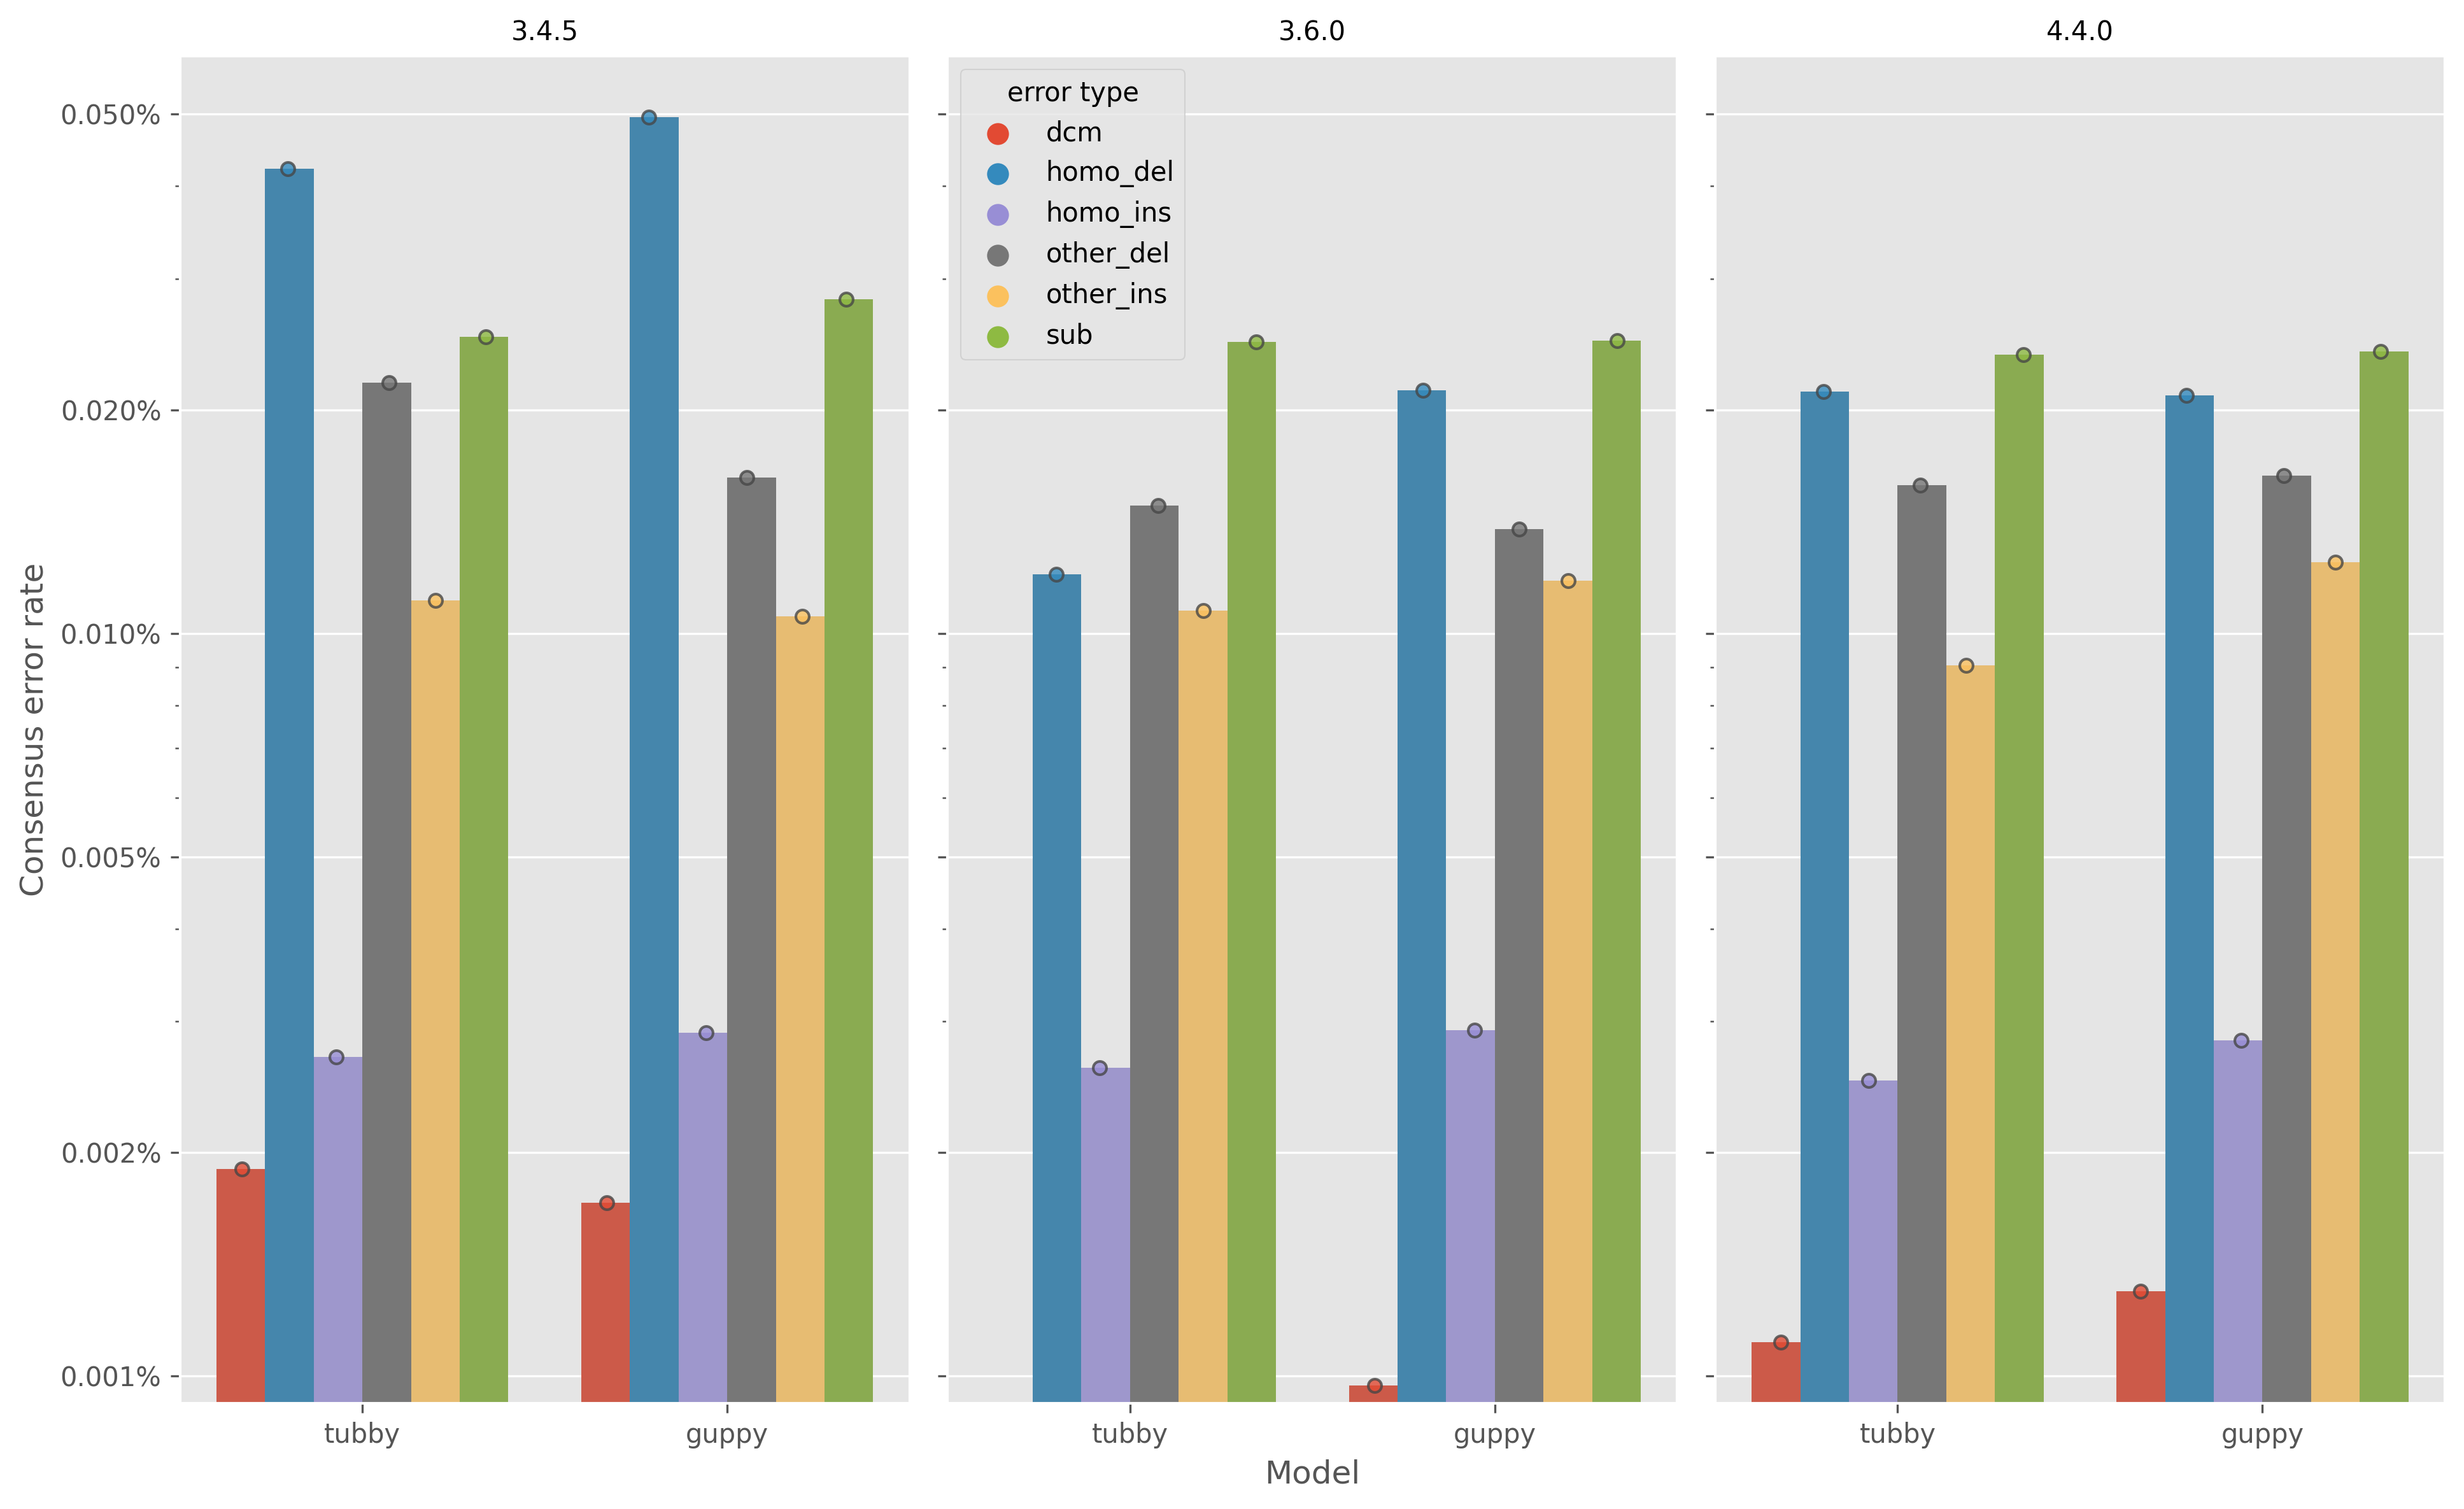 3.4.5
3.6.0
4.4.0
error type
dcm
homo_del
homo_ins
other_del
other_ins
sub
Consensus error rate
0.050%
0.020%
0.010%
0.005%
0.002%
0.001%
tubby
guppy
tubby
guppy
tubby
guppy
Model